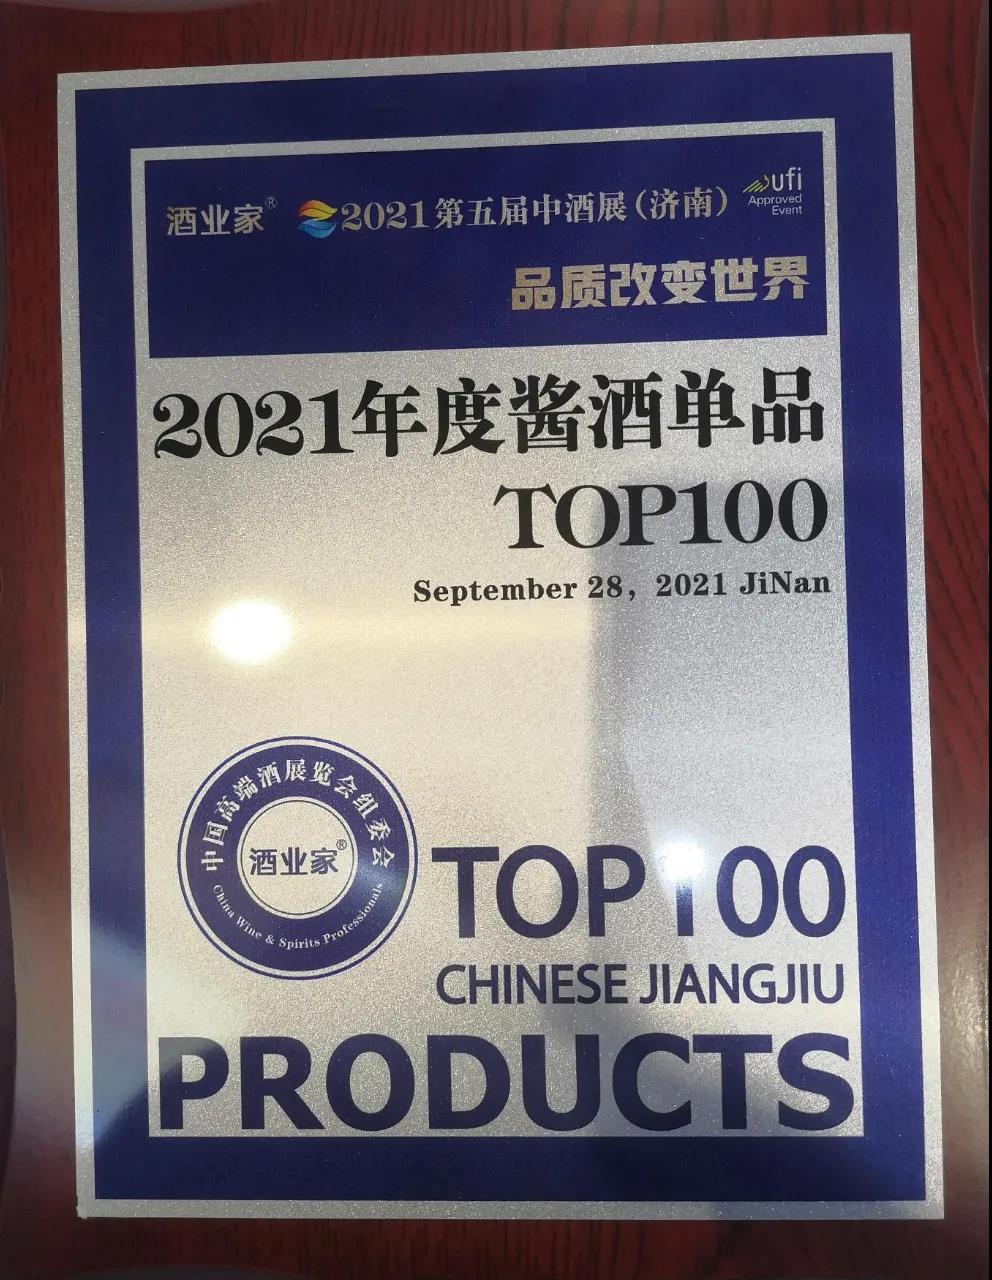 酒业家® 2021第五届中酒展(济南) ufi
Approved
Event
品质改变世界
2021年度酱酒单品
TOP100
September 28, 2021 JiNan
中国高端酒展览会组委会
酒业家®
China Wine & Spirits Professionals
TOP 100
CHINESE JIANGJIU
PRODUCTS